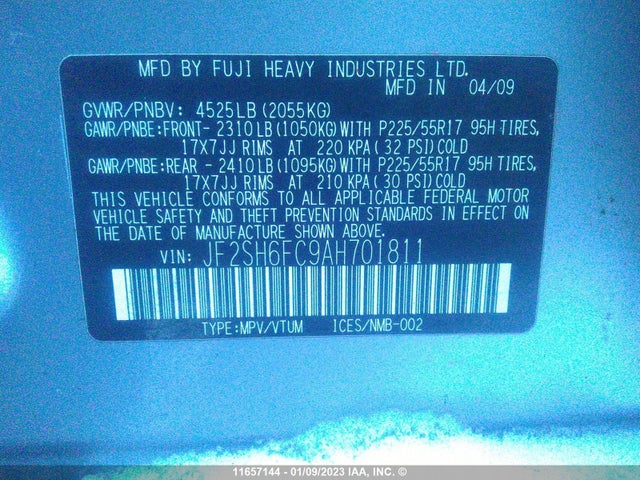 MFD BY FUJI HEAVY INDUSTRIES LTD.
MFD IN 04/09
GVWR/PNBV: 4525LB(2055KG)
GAWR/PNBE:FRONT- 2310LB(1050KG)WITH P225/55R17 95H TIRES,
17X7JJ RIMS AT 220 KPA(32 PSI)COLD
GAWR/PNBE:REAR - 2410LB(1095KG)WITH P225/55R17 95H TIRES,
17X7JJ RIMS AT 210 KPA(30 PSI)COLD
THIS VEHICLE CONFORMS TO ALL APPLICABLE FEDERAL MOTOR
VEHICLE SAFETY AND THEFT PREVENTION STANDARDS IN EFFECT ON
THE DATE OF MANUFACTURE SHOWN ABOVE.
VIN: JF2SH6FC9AH701811
TYPE:MPV/VTUM ICES/NMB-002
11657144 - 01/09/2023 IAA, INC. ©